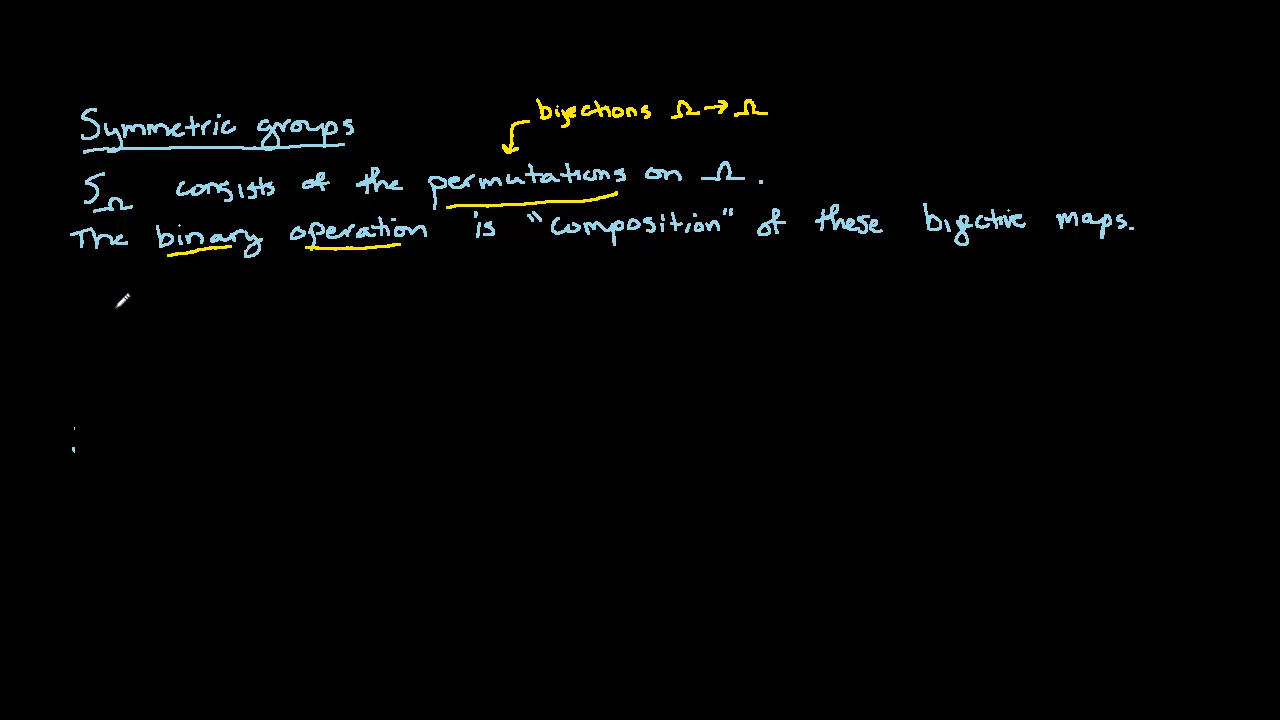 bijections Ω → Ω
Symmetric groups
S_Ω consists of the permutations on Ω.
The binary operation is "composition" of these bijective maps.